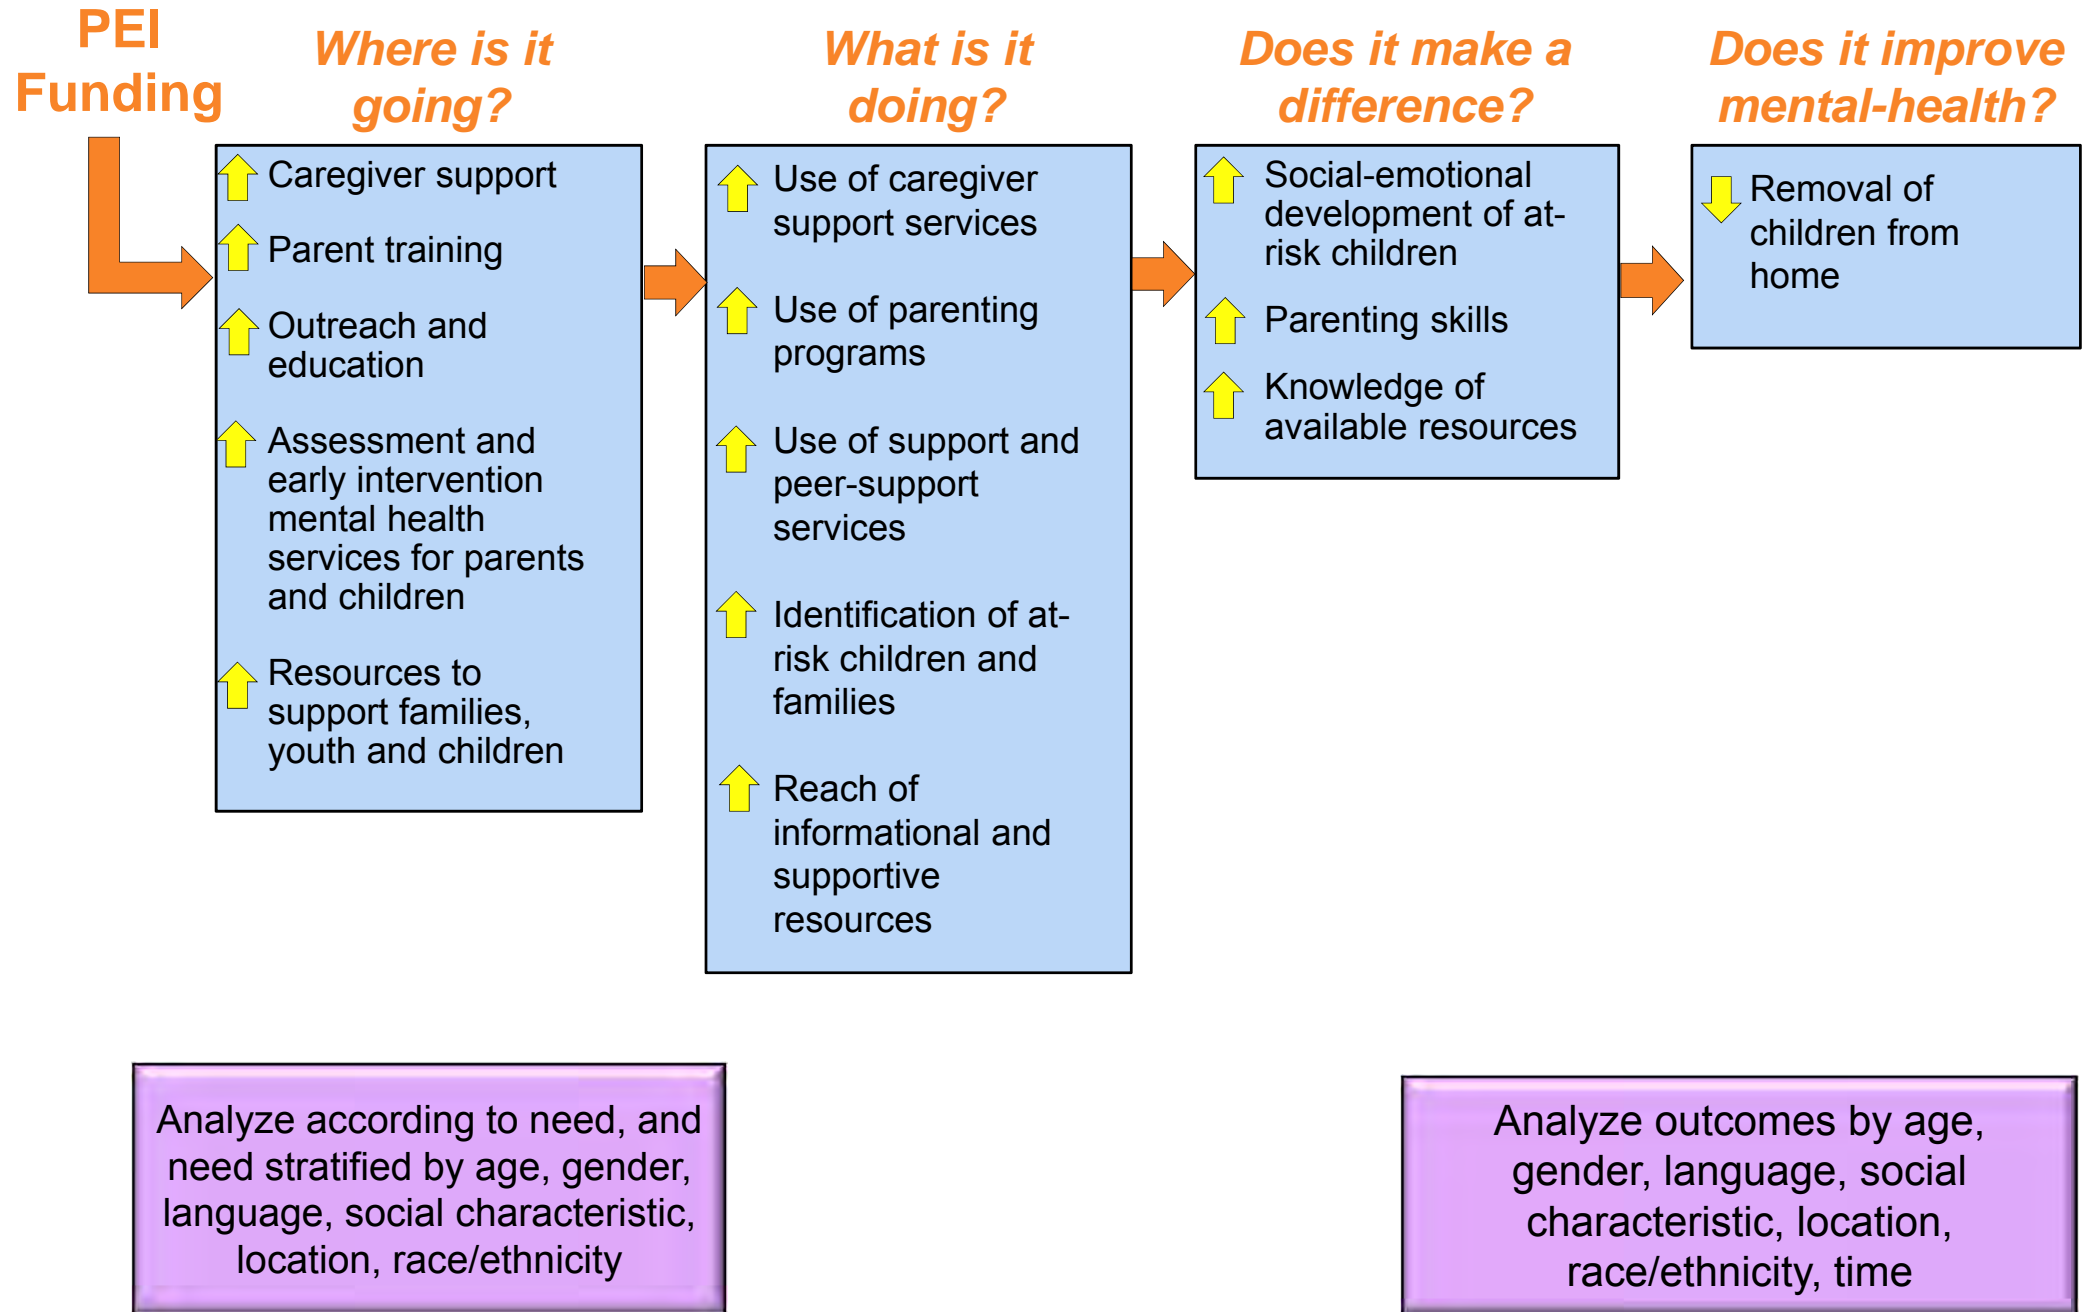 PEI
Funding
Where is it
going?
What is it
doing?
Does it make a
difference?
Does it improve
mental-health?
Caregiver support
Parent training
Outreach and
education
Assessment and
early intervention
mental health
services for parents
and children
Resources to
support families,
youth and children
Use of caregiver
support services
Use of parenting
programs
Use of support and
peer-support
services
Identification of at-
risk children and
families
Reach of
informational and
supportive
resources
Social-emotional
development of at-
risk children
Parenting skills
Knowledge of
available resources
Removal of
children from
home
Analyze according to need, and
need stratified by age, gender,
language, social characteristic,
location, race/ethnicity
Analyze outcomes by age,
gender, language, social
characteristic, location,
race/ethnicity, time